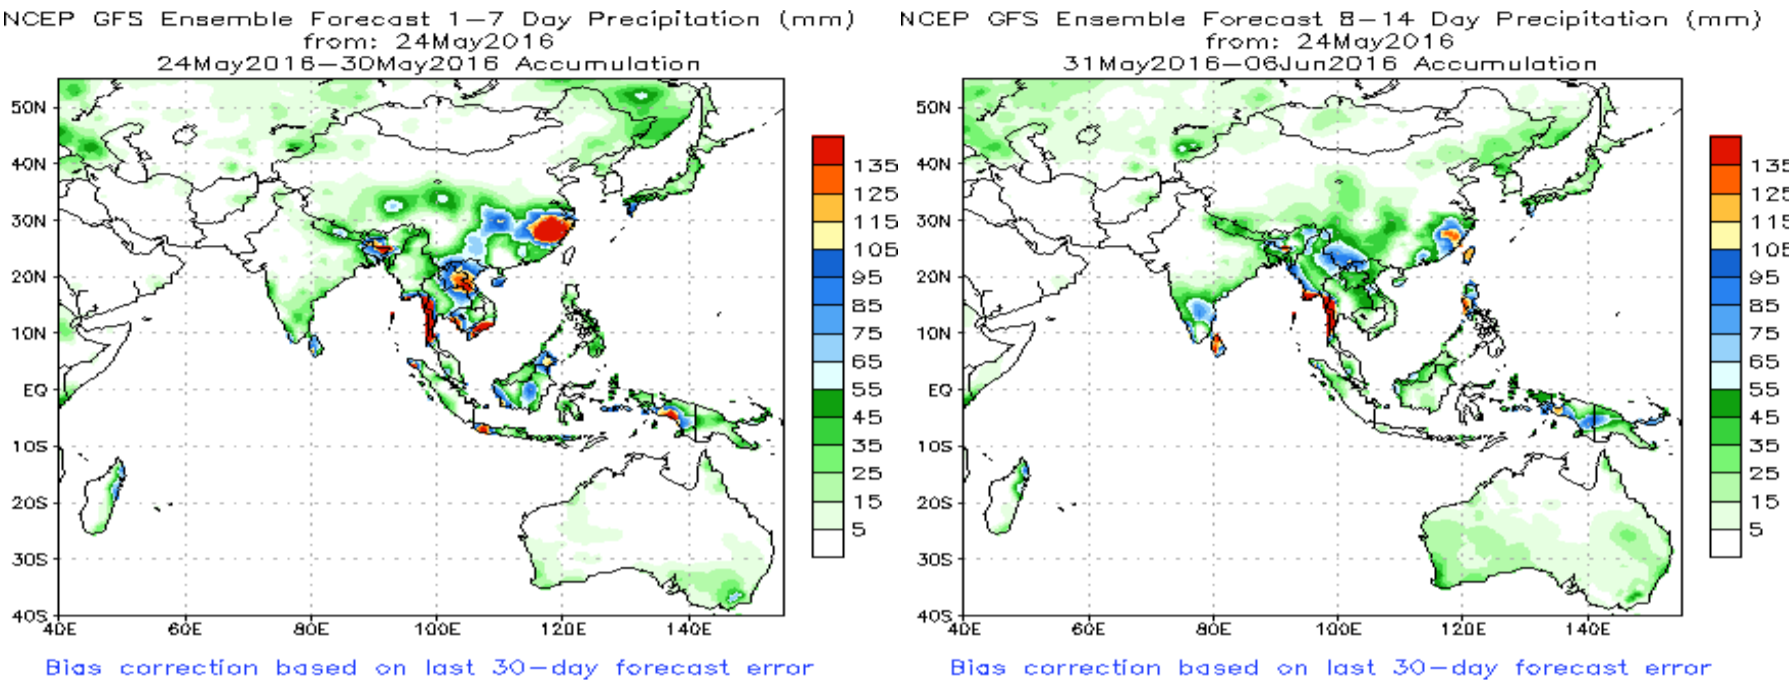 NCEP GFS Ensemble Forecast 1-7 Day Precipitation (mm)
from: 24May2016
24May2016-30May2016 Accumulation
50N
40N
30N
20N
10N
EQ
10S
20S
30S
40S
40E
60E
80E
100E
120E
140E
135
125
115
105
95
85
75
65
55
45
35
25
15
5
Bias correction based on last 30-day forecast error
NCEP GFS Ensemble Forecast 8-14 Day Precipitation (mm)
from: 24May2016
31May2016-06Jun2016 Accumulation
50N
40N
30N
20N
10N
EQ
10S
20S
30S
40S
40E
60E
80E
100E
120E
140E
135
125
115
105
95
85
75
65
55
45
35
25
15
5
Bias correction based on last 30-day forecast error